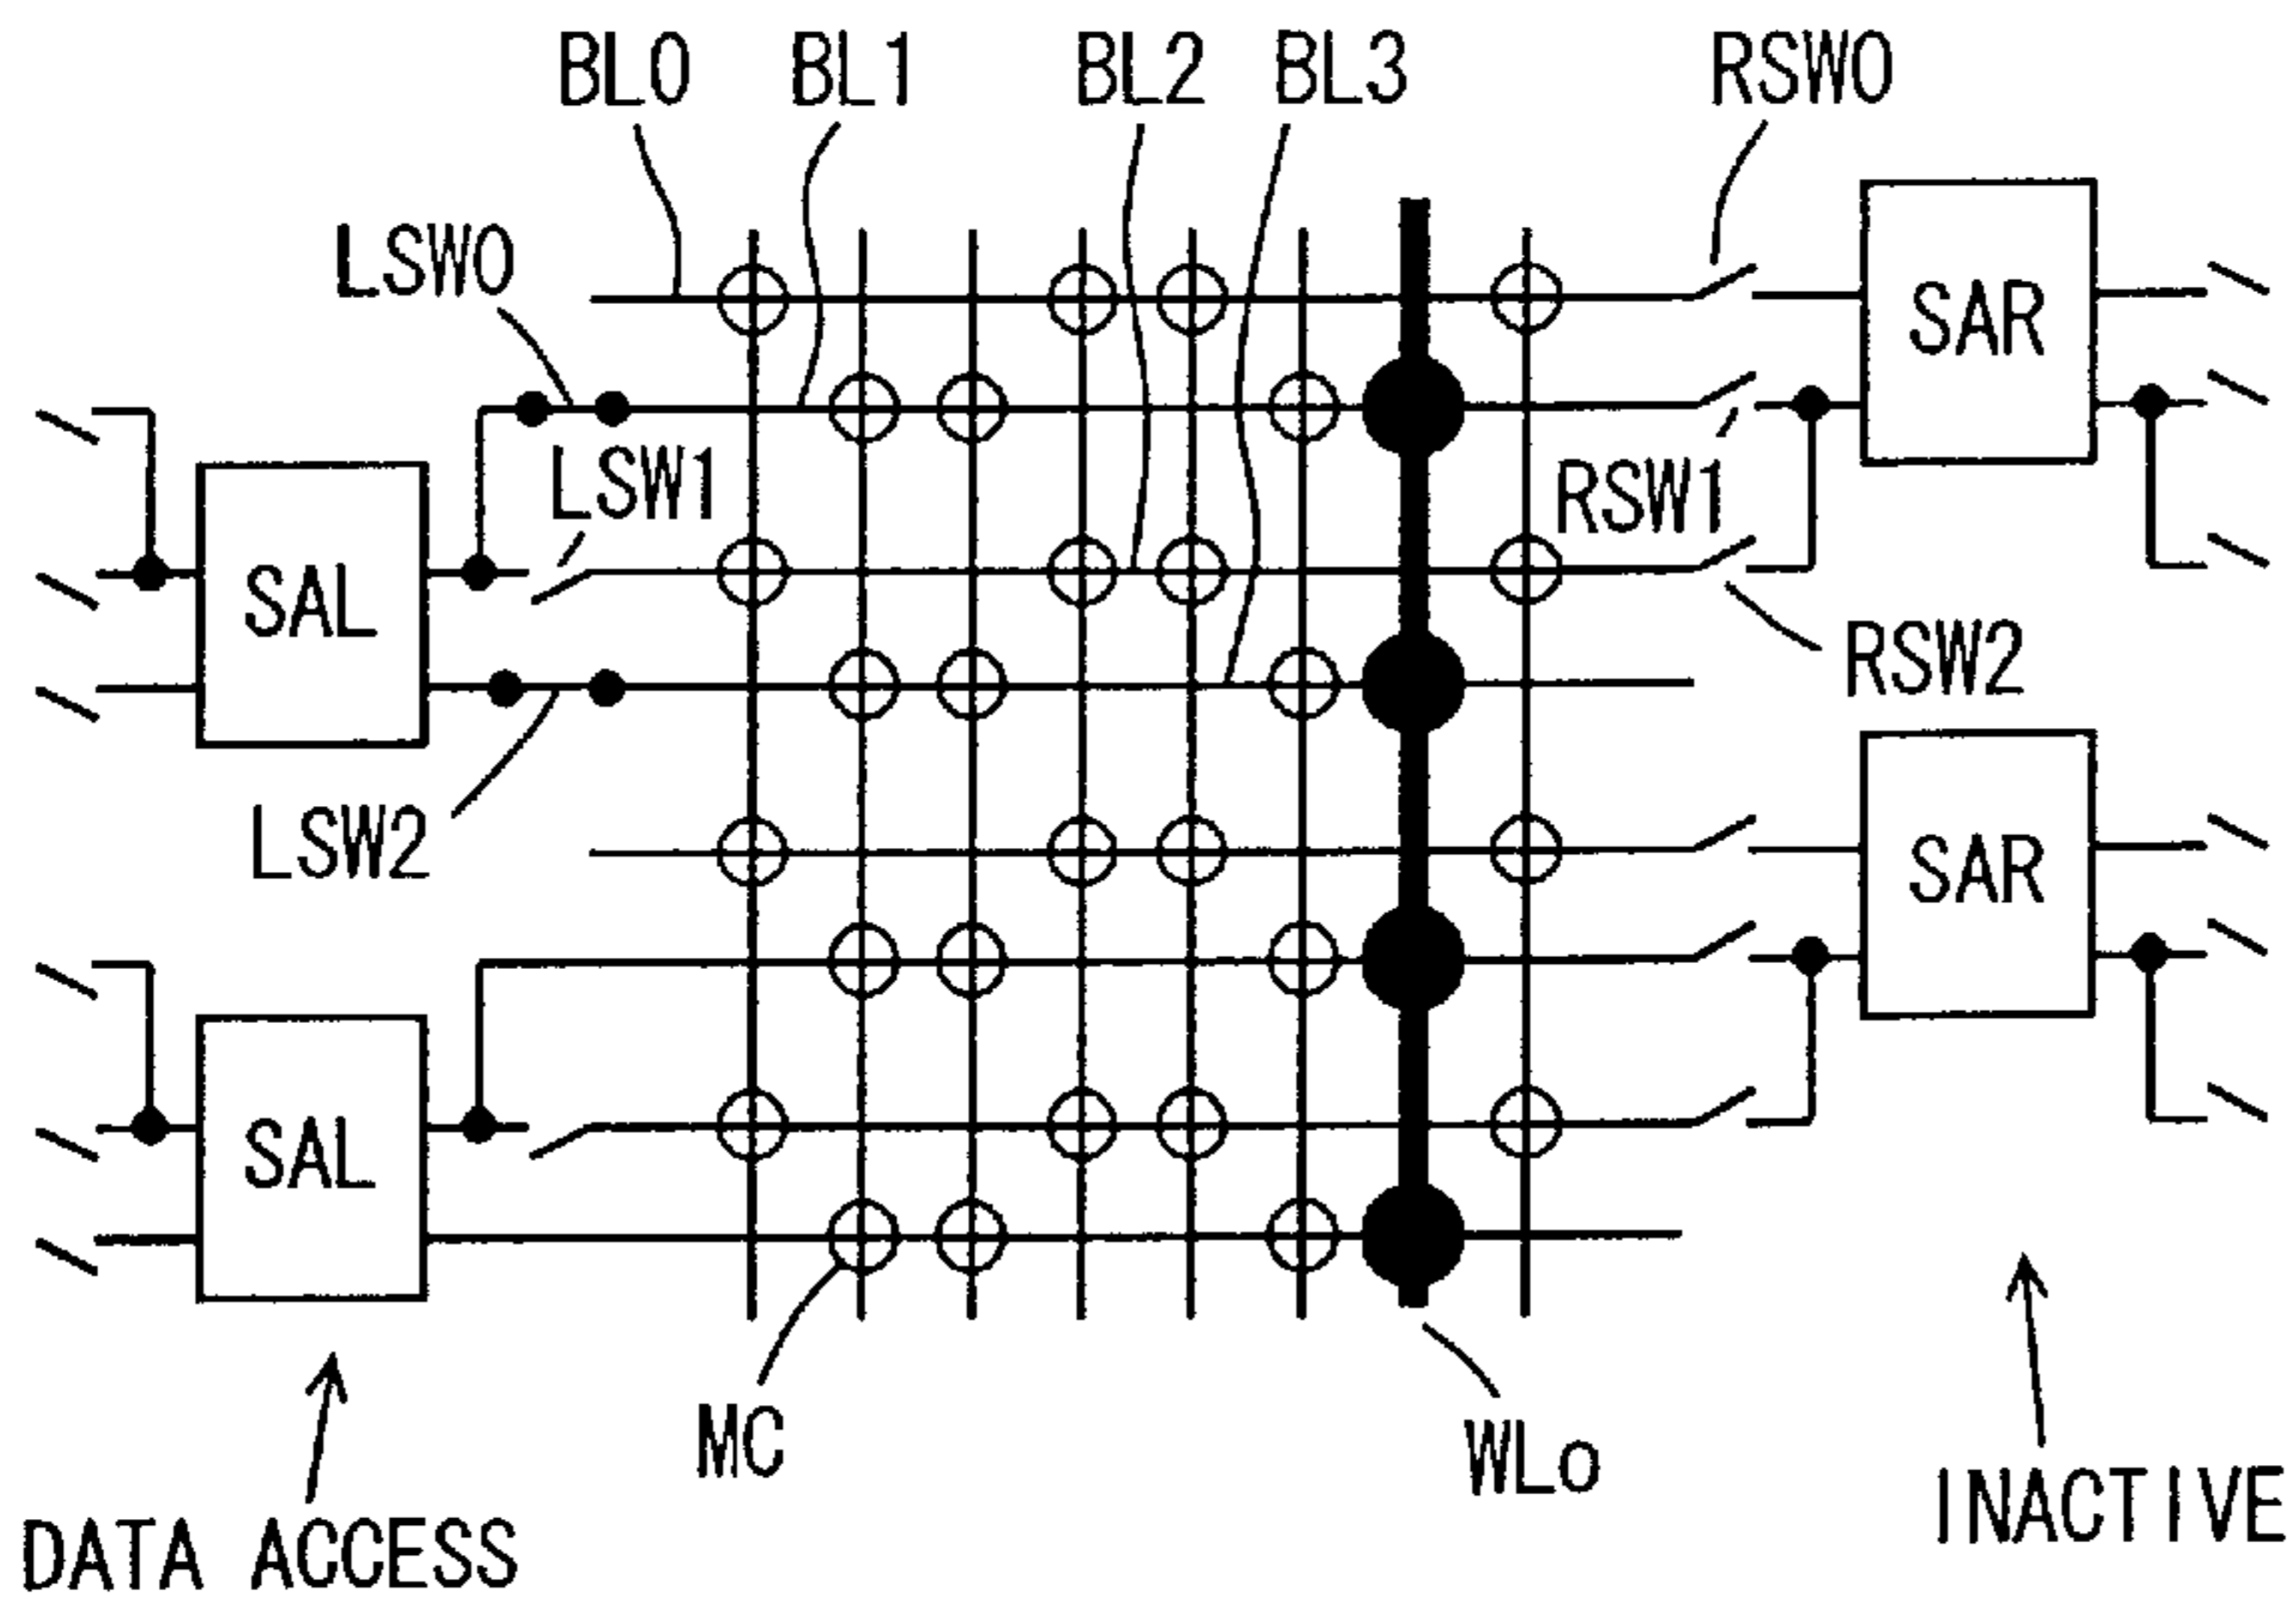 BL0 BL1 BL2 BL3 RSW0
LSW0
SAR
LSW1
RSW1
SAL
RSW2
LSW2
SAR
SAL
MC
WLo
INACTIVE
DATA ACCESS